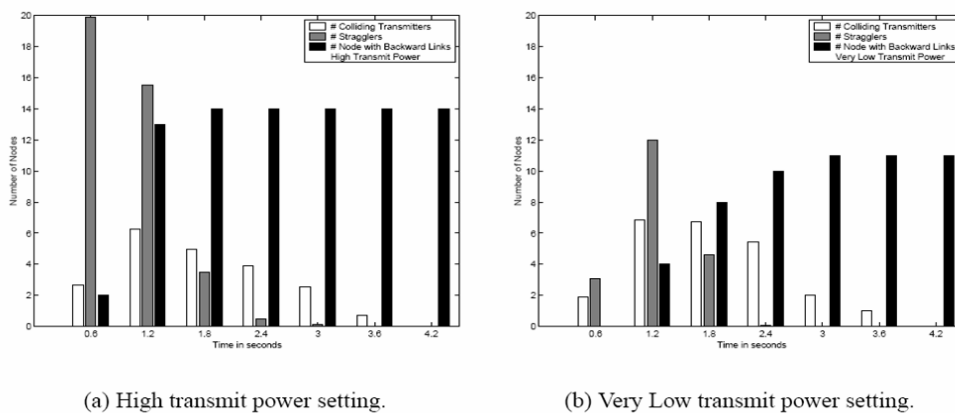 # Colliding Transmitters
# Stragglers
# Node with Backward Links
High Transmit Power
Number of Nodes
20
18
16
14
12
10
8
6
4
2
0
0.6 1.2 1.8 2.4 3 3.6 4.2
Time in seconds
(a) High transmit power setting.
# Colliding Transmitters
# Stragglers
# Node with Backward Links
Very Low Transmit Power
Number of Nodes
20
18
16
14
12
10
8
6
4
2
0
0.6 1.2 1.8 2.4 3 3.6 4.2
Time in seconds
(b) Very Low transmit power setting.